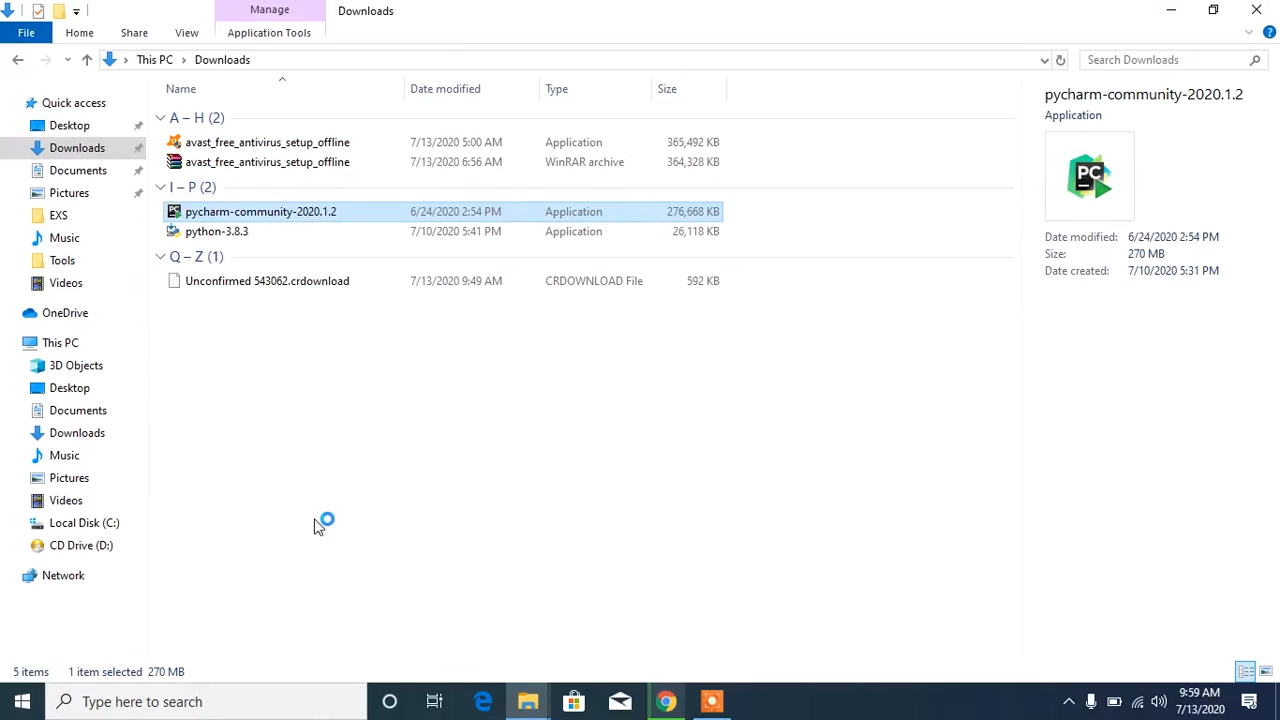 Manage
Downloads
File
Home
Share
View
Application Tools
This PC
Downloads
Search Downloads
Name
Date modified
Type
Size
A – H (2)
avast_free_antivirus_setup_offline 7/13/2020 5:00 AM Application 365,492 KB
avast_free_antivirus_setup_offline 7/13/2020 6:56 AM WinRAR archive 364,328 KB
I – P (2)
pycharm-community-2020.1.2 6/24/2020 2:54 PM Application 276,668 KB
python-3.8.3 7/10/2020 5:41 PM Application 26,118 KB
Q – Z (1)
Unconfirmed 543062.crdownload 7/13/2020 9:49 AM CRDOWNLOAD File 592 KB
Quick access
Desktop
Downloads
Documents
Pictures
EXS
Music
Tools
Videos
OneDrive
This PC
3D Objects
Desktop
Documents
Downloads
Music
Pictures
Videos
Local Disk (C:)
CD Drive (D:)
Network
pycharm-community-2020.1.2
Application
PC
Date modified: 6/24/2020 2:54 PM
Size: 270 MB
Date created: 7/10/2020 5:31 PM
5 items 1 item selected 270 MB
Type here to search
9:59 AM
7/13/2020